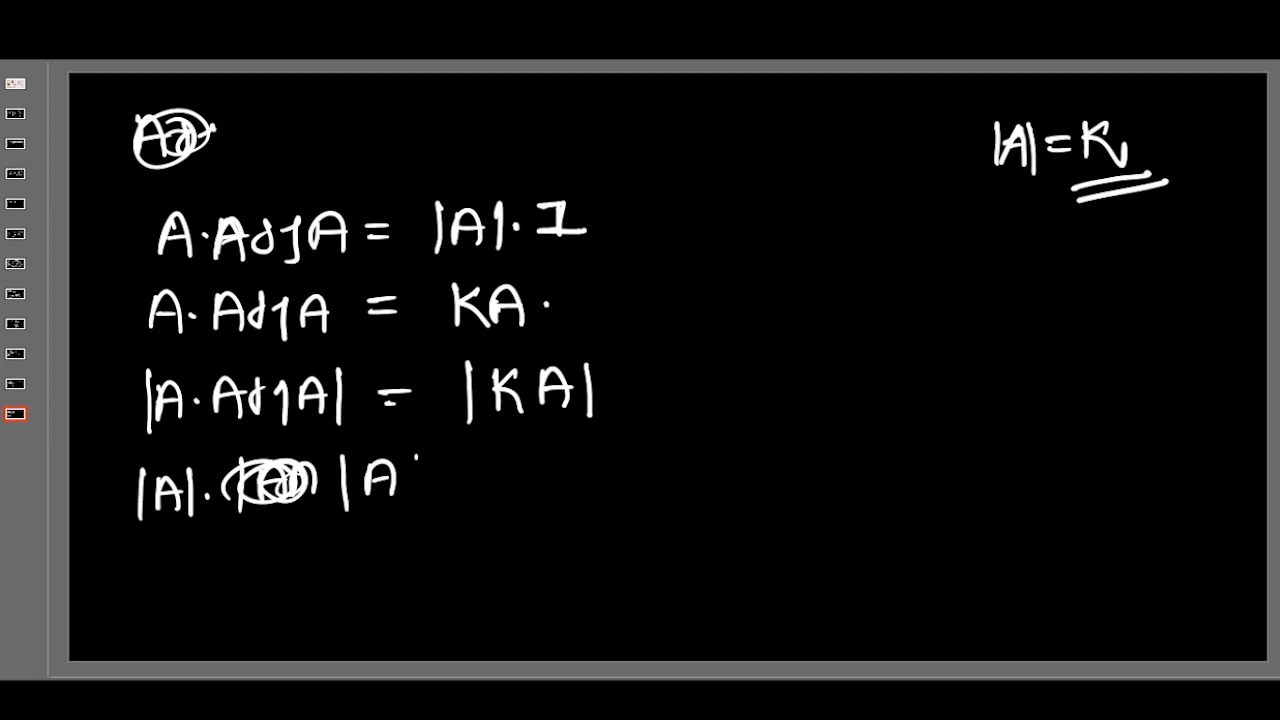 |A| = K
A·AdjA = |A|·I
A·AdjA = KA·
|A·AdjA| = |KA|
|A|· |A